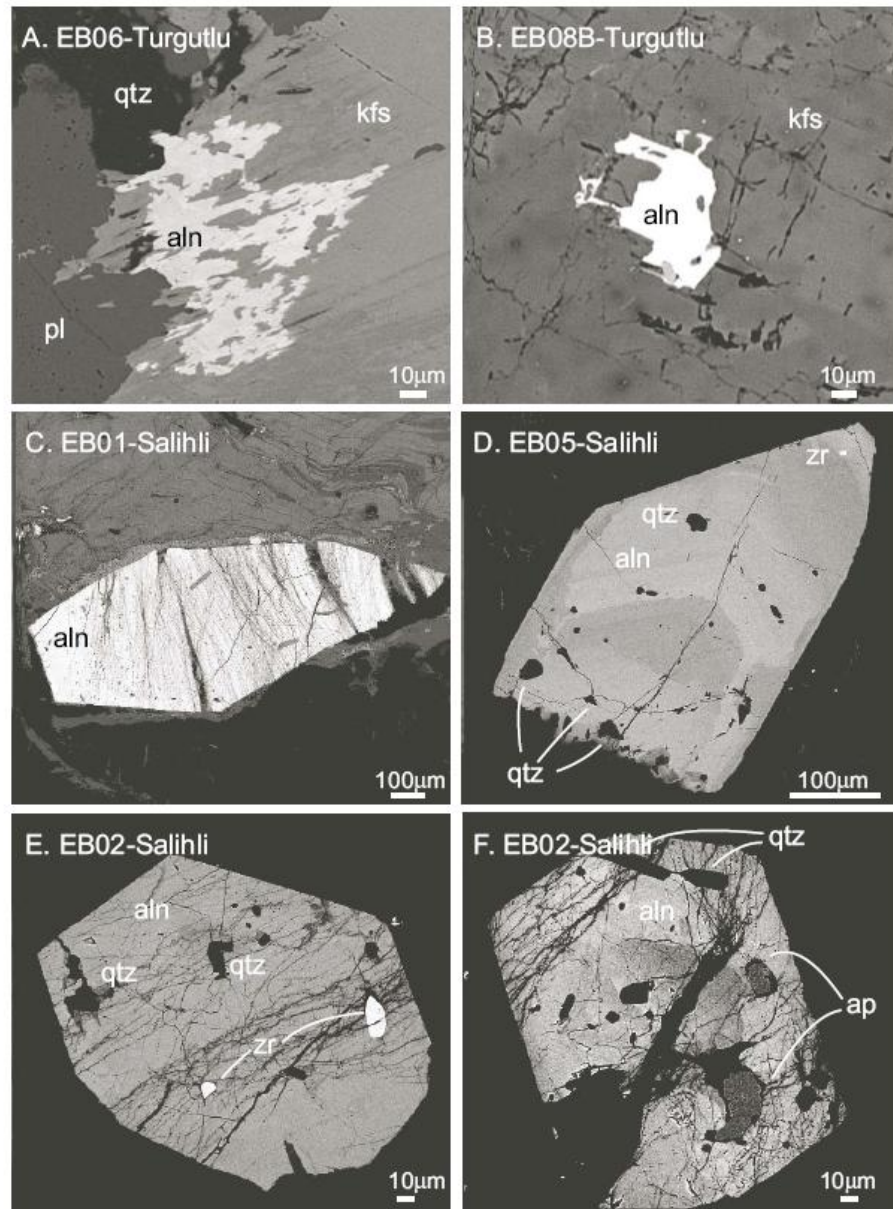 A. EB06-Turgutlu
qtz
kfs
aln
pl
10µm
B. EB08B-Turgutlu
kfs
aln
10µm
C. EB01-Salihli
aln
100µm
D. EB05-Salihli
zr
qtz
aln
qtz
100µm
E. EB02-Salihli
aln
qtz
qtz
zr
10µm
F. EB02-Salihli
qtz
aln
ap
10µm